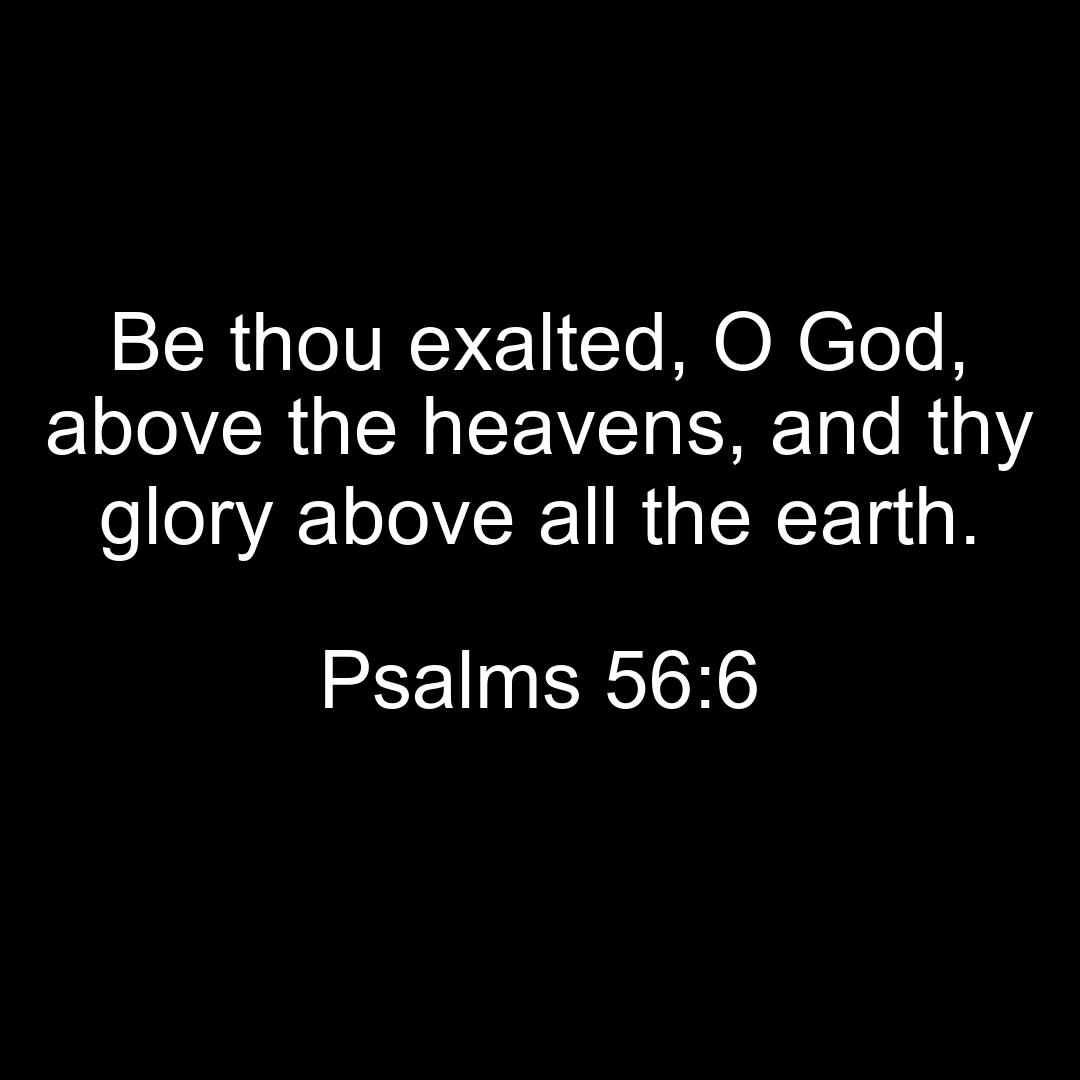 Be thou exalted, O God,
above the heavens, and thy
glory above all the earth.
Psalms 56:6